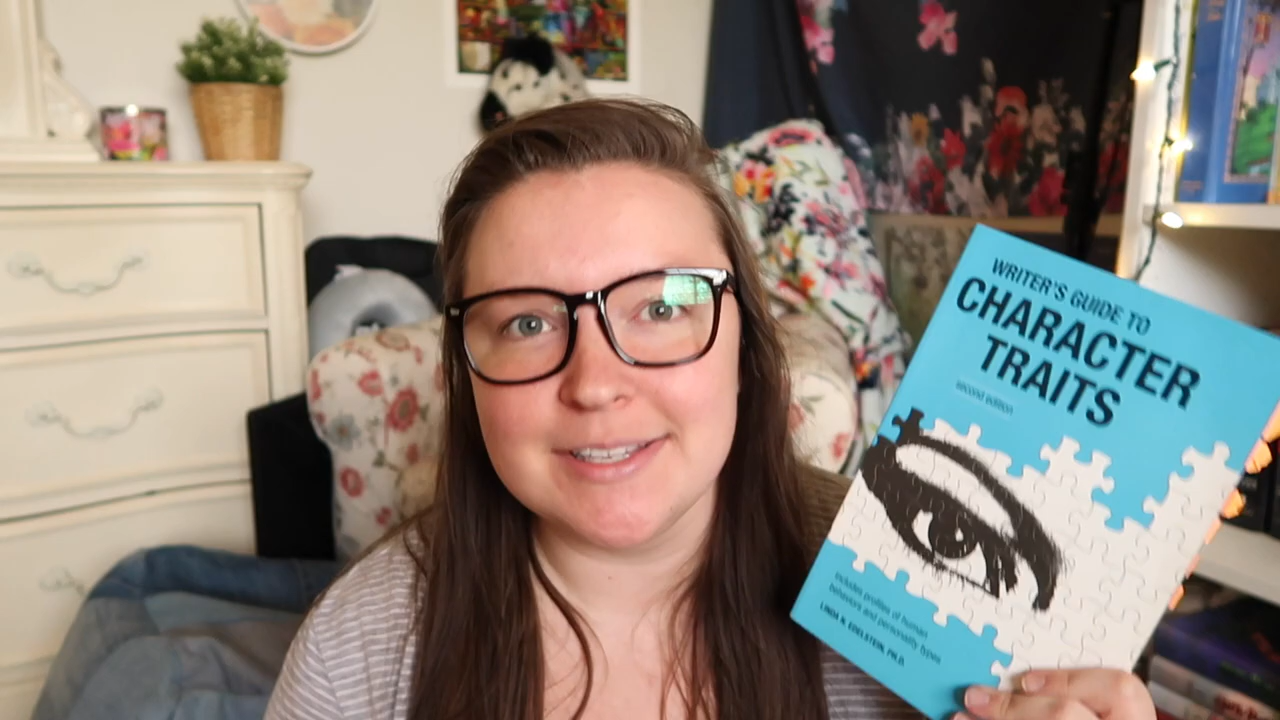 WRITER'S GUIDE TO
CHARACTER
TRAITS
second edition
Includes profiles of human
behaviors and personality types
LINDA N. EDELSTEIN, PH.D.